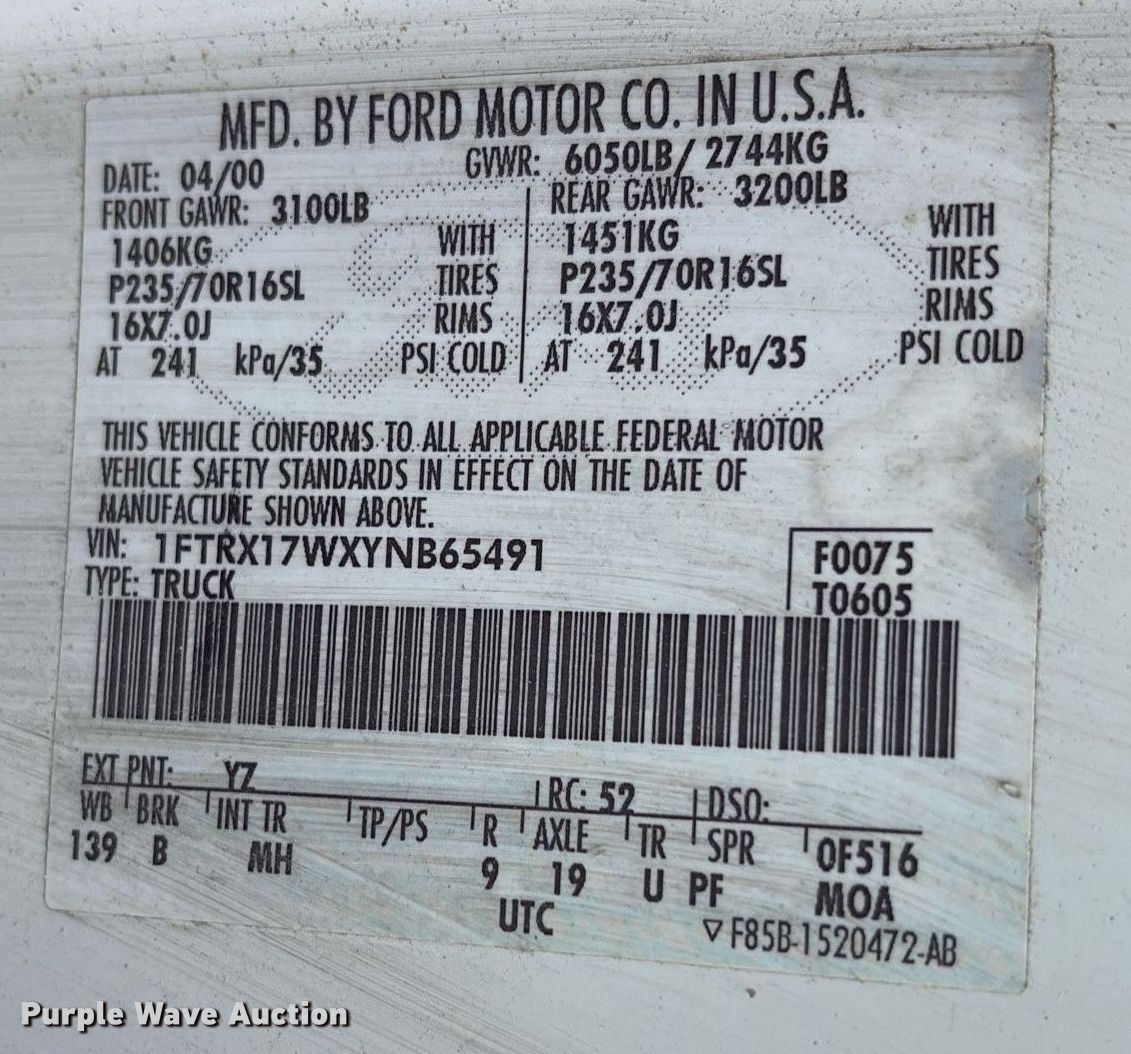 MFD. BY FORD MOTOR CO. IN U.S.A.
DATE: 04/00 GVWR: 6050LB/ 2744KG
FRONT GAWR: 3100LB REAR GAWR: 3200LB
1406KG WITH 1451KG WITH
P235/70R16SL TIRES P235/70R16SL TIRES
16X7.0J RIMS 16X7.0J RIMS
AT 241 kPa/35 PSI COLD AT 241 kPa/35 PSI COLD
THIS VEHICLE CONFORMS TO ALL APPLICABLE FEDERAL MOTOR
VEHICLE SAFETY STANDARDS IN EFFECT ON THE DATE OF
MANUFACTURE SHOWN ABOVE.
VIN: 1FTRX17WXYNB65491 F0075
TYPE: TRUCK T0605
EXT PNT: YZ RC: 52 DSO:
WB BRK INT TR TP/PS R AXLE TR SPR 0F516
139 B MH 9 19 U PF MOA
UTC ▽F85B-1520472-AB
Purple Wave Auction